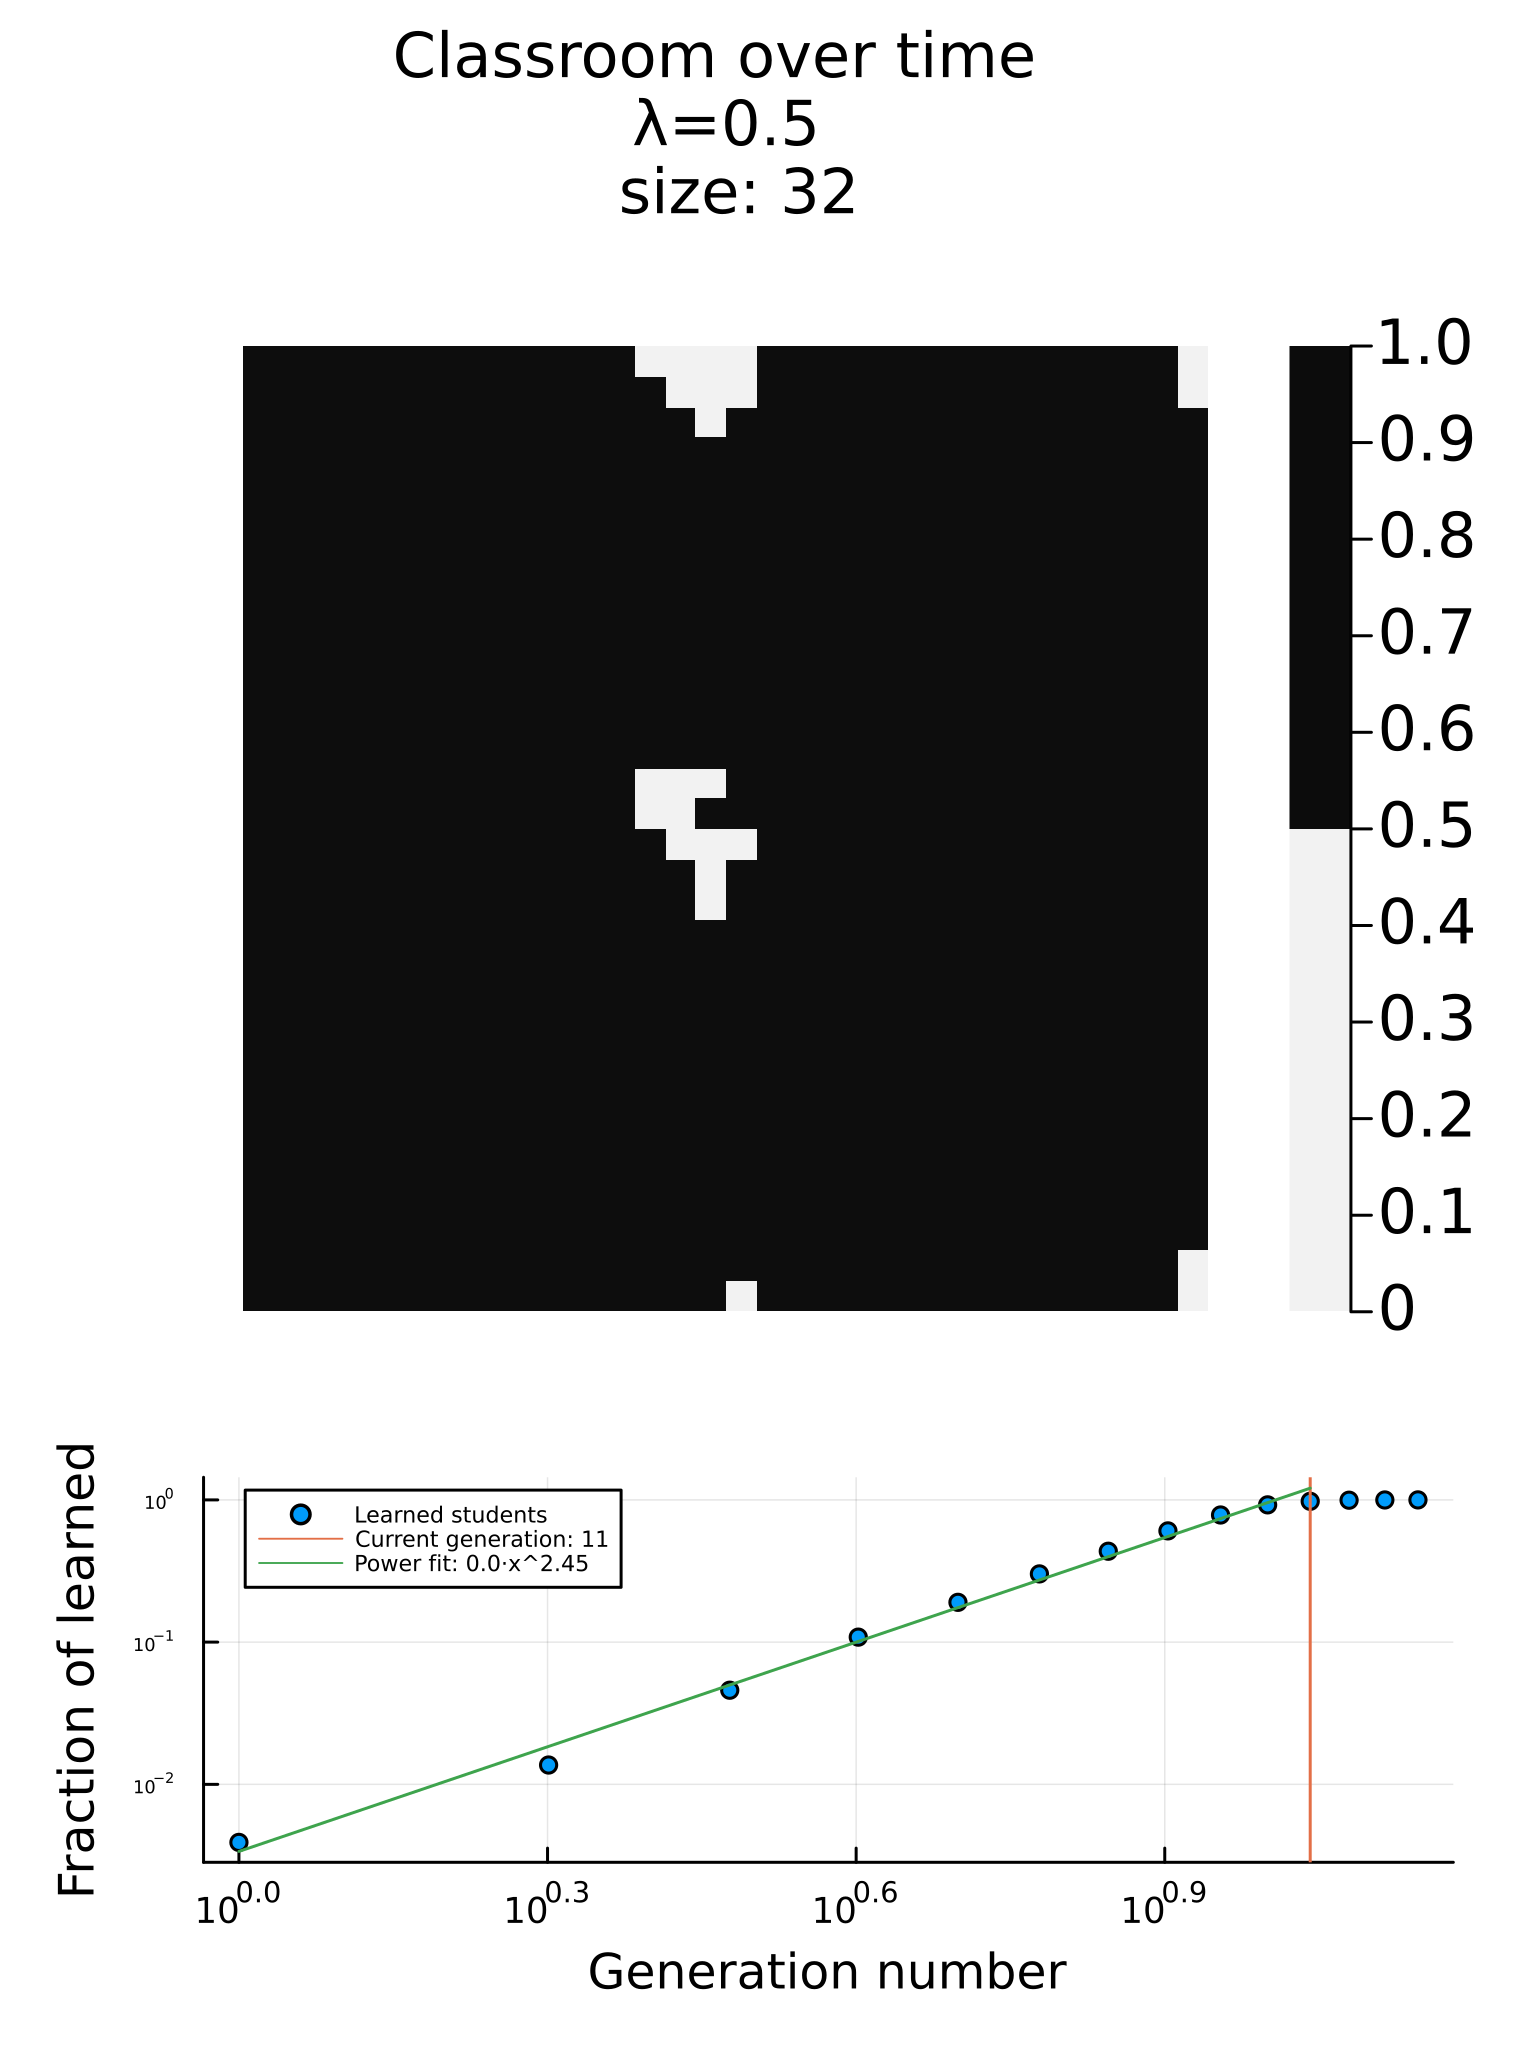 Classroom over time
λ=0.5
size: 32
1.0
0.9
0.8
0.7
0.6
0.5
0.4
0.3
0.2
0.1
0
Fraction of learned
10⁰
10⁻¹
10⁻²
Learned students
Current generation: 11
Power fit: 0.0·x^2.45
10^0.0 10^0.3 10^0.6 10^0.9
Generation number